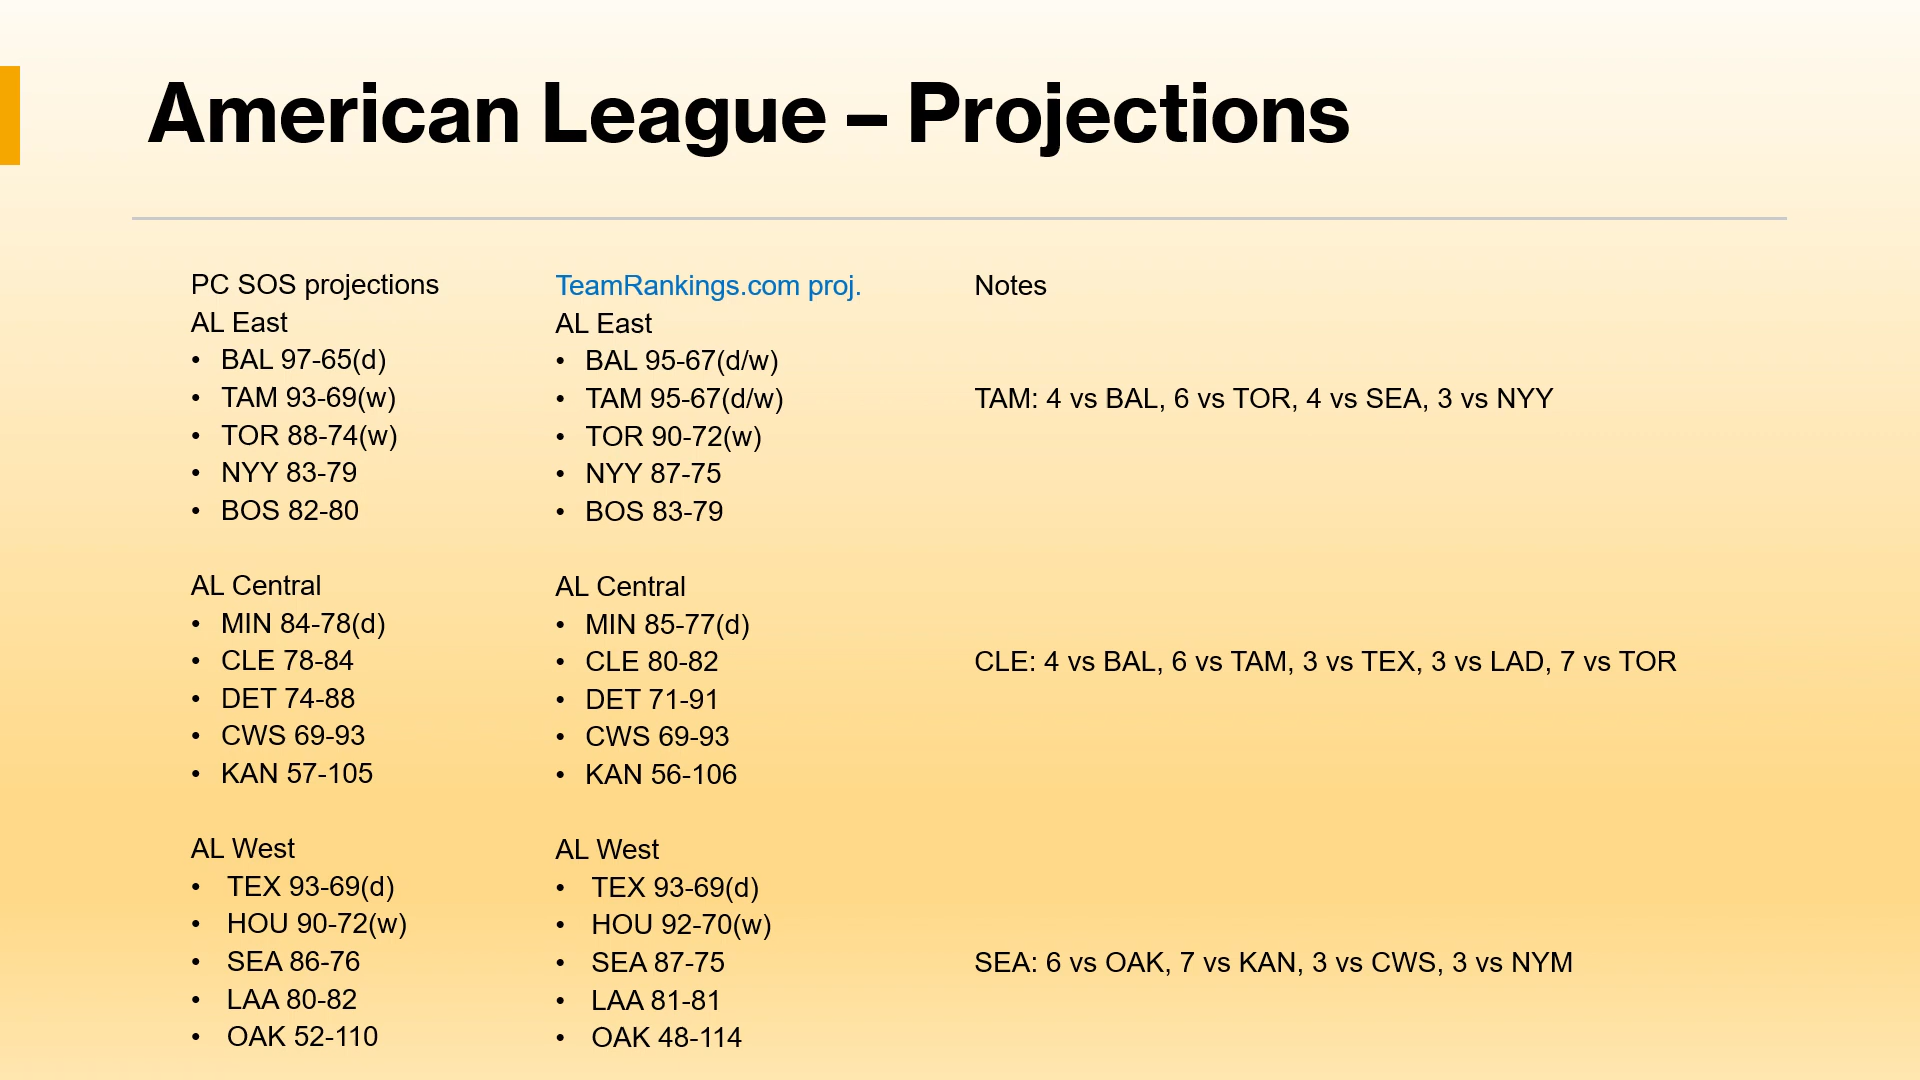 American League – Projections
PC SOS projections
AL East
• BAL 97-65(d)
• TAM 93-69(w)
• TOR 88-74(w)
• NYY 83-79
• BOS 82-80
AL Central
• MIN 84-78(d)
• CLE 78-84
• DET 74-88
• CWS 69-93
• KAN 57-105
AL West
• TEX 93-69(d)
• HOU 90-72(w)
• SEA 86-76
• LAA 80-82
• OAK 52-110
TeamRankings.com proj.
AL East
• BAL 95-67(d/w)
• TAM 95-67(d/w)
• TOR 90-72(w)
• NYY 87-75
• BOS 83-79
AL Central
• MIN 85-77(d)
• CLE 80-82
• DET 71-91
• CWS 69-93
• KAN 56-106
AL West
• TEX 93-69(d)
• HOU 92-70(w)
• SEA 87-75
• LAA 81-81
• OAK 48-114
Notes
TAM: 4 vs BAL, 6 vs TOR, 4 vs SEA, 3 vs NYY
CLE: 4 vs BAL, 6 vs TAM, 3 vs TEX, 3 vs LAD, 7 vs TOR
SEA: 6 vs OAK, 7 vs KAN, 3 vs CWS, 3 vs NYM